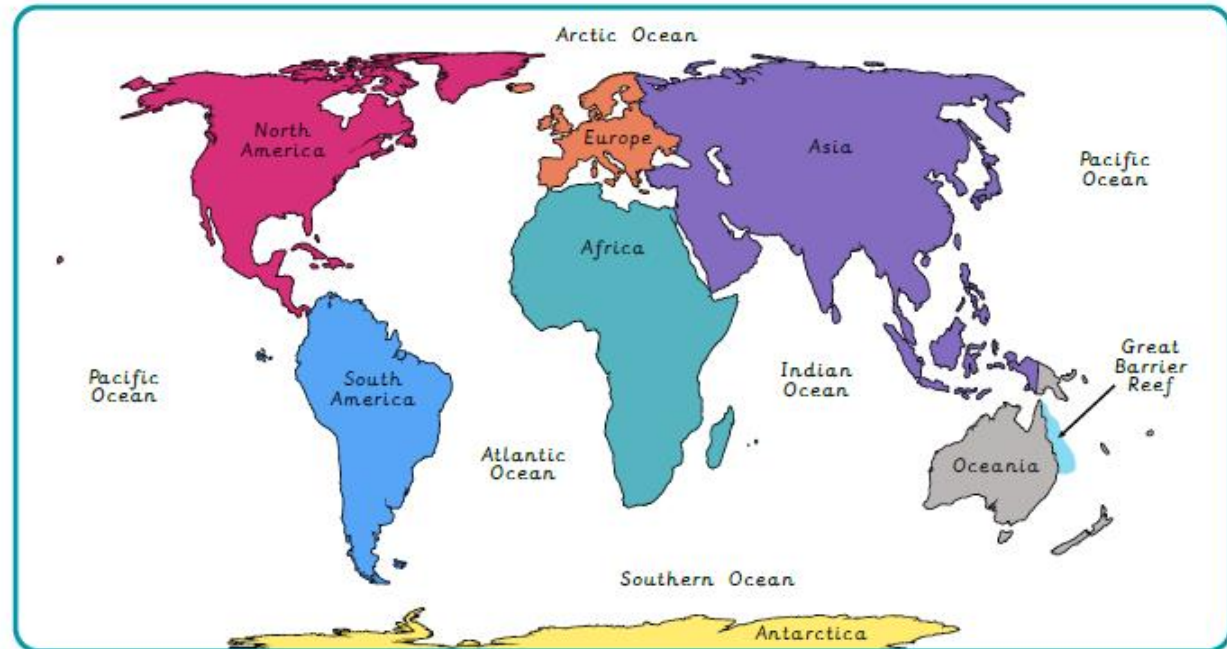 Arctic Ocean
North
America
Europe
Asia
Pacific
Ocean
Africa
Pacific
Ocean
South
America
Indian
Ocean
Great
Barrier
Reef
Atlantic
Ocean
Oceania
Southern Ocean
Antarctica